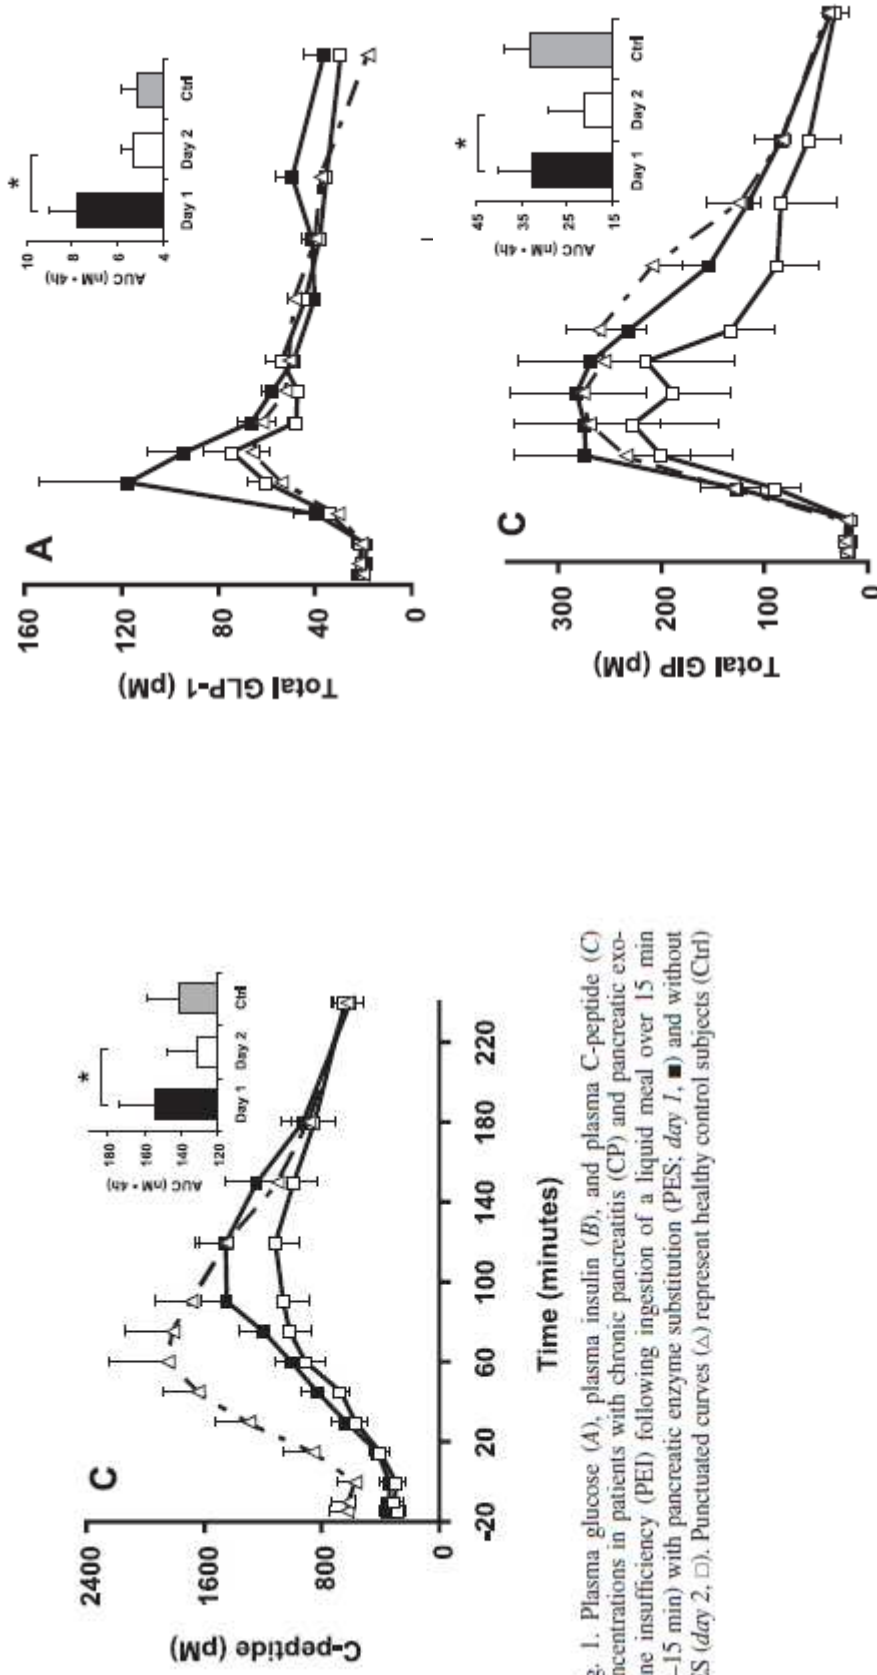 C
C-peptide (pM)
2400
1600
800
0
-20 20 60 100 140 180 220
Time (minutes)
*
AUC (nM * 4h)
180
160
140
120
Day 1 Day 2 Ctrl
g. 1. Plasma glucose (A), plasma insulin (B), and plasma C-peptide (C)
ncentrations in patients with chronic pancreatitis (CP) and pancreatic exo-
ne insufficiency (PEI) following ingestion of a liquid meal over 15 min
–15 min) with pancreatic enzyme substitution (PES; day 1, ■) and without
ES (day 2, □). Punctuated curves (△) represent healthy control subjects (Ctrl)
A
Total GLP-1 (pM)
160
120
80
40
0
*
AUC (nM * 4h)
10
8
6
4
Day 1 Day 2 Ctrl
C
Total GIP (pM)
300
200
100
0
*
AUC (nM * 4h)
45
35
25
15
Day 1 Day 2 Ctrl